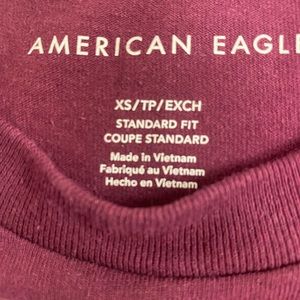 AMERICAN EAGLE
XS/TP/EXCH
STANDARD FIT
COUPE STANDARD
Made in Vietnam
Fabriqué au Vietnam
Hecho en Vietnam